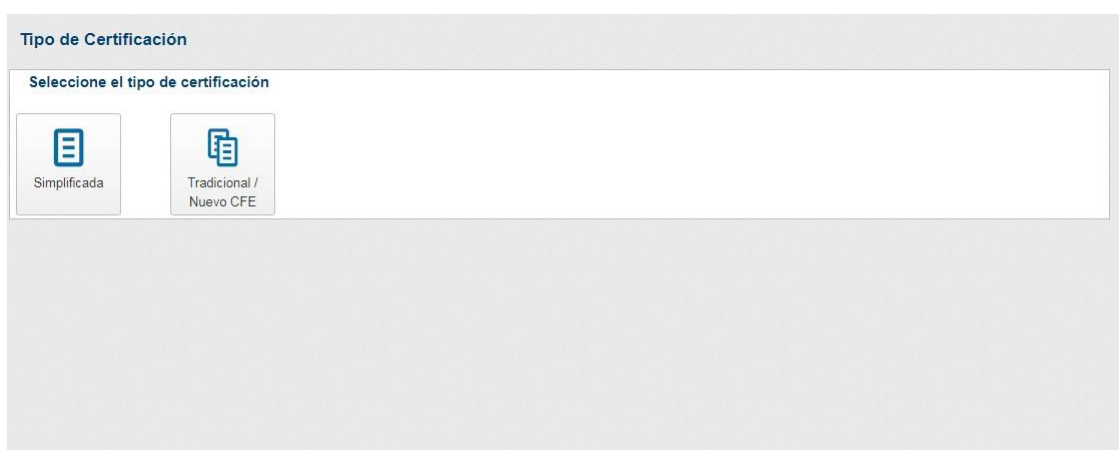 Tipo de Certificación
Seleccione el tipo de certificación
Simplificada
Tradicional /
Nuevo CFE